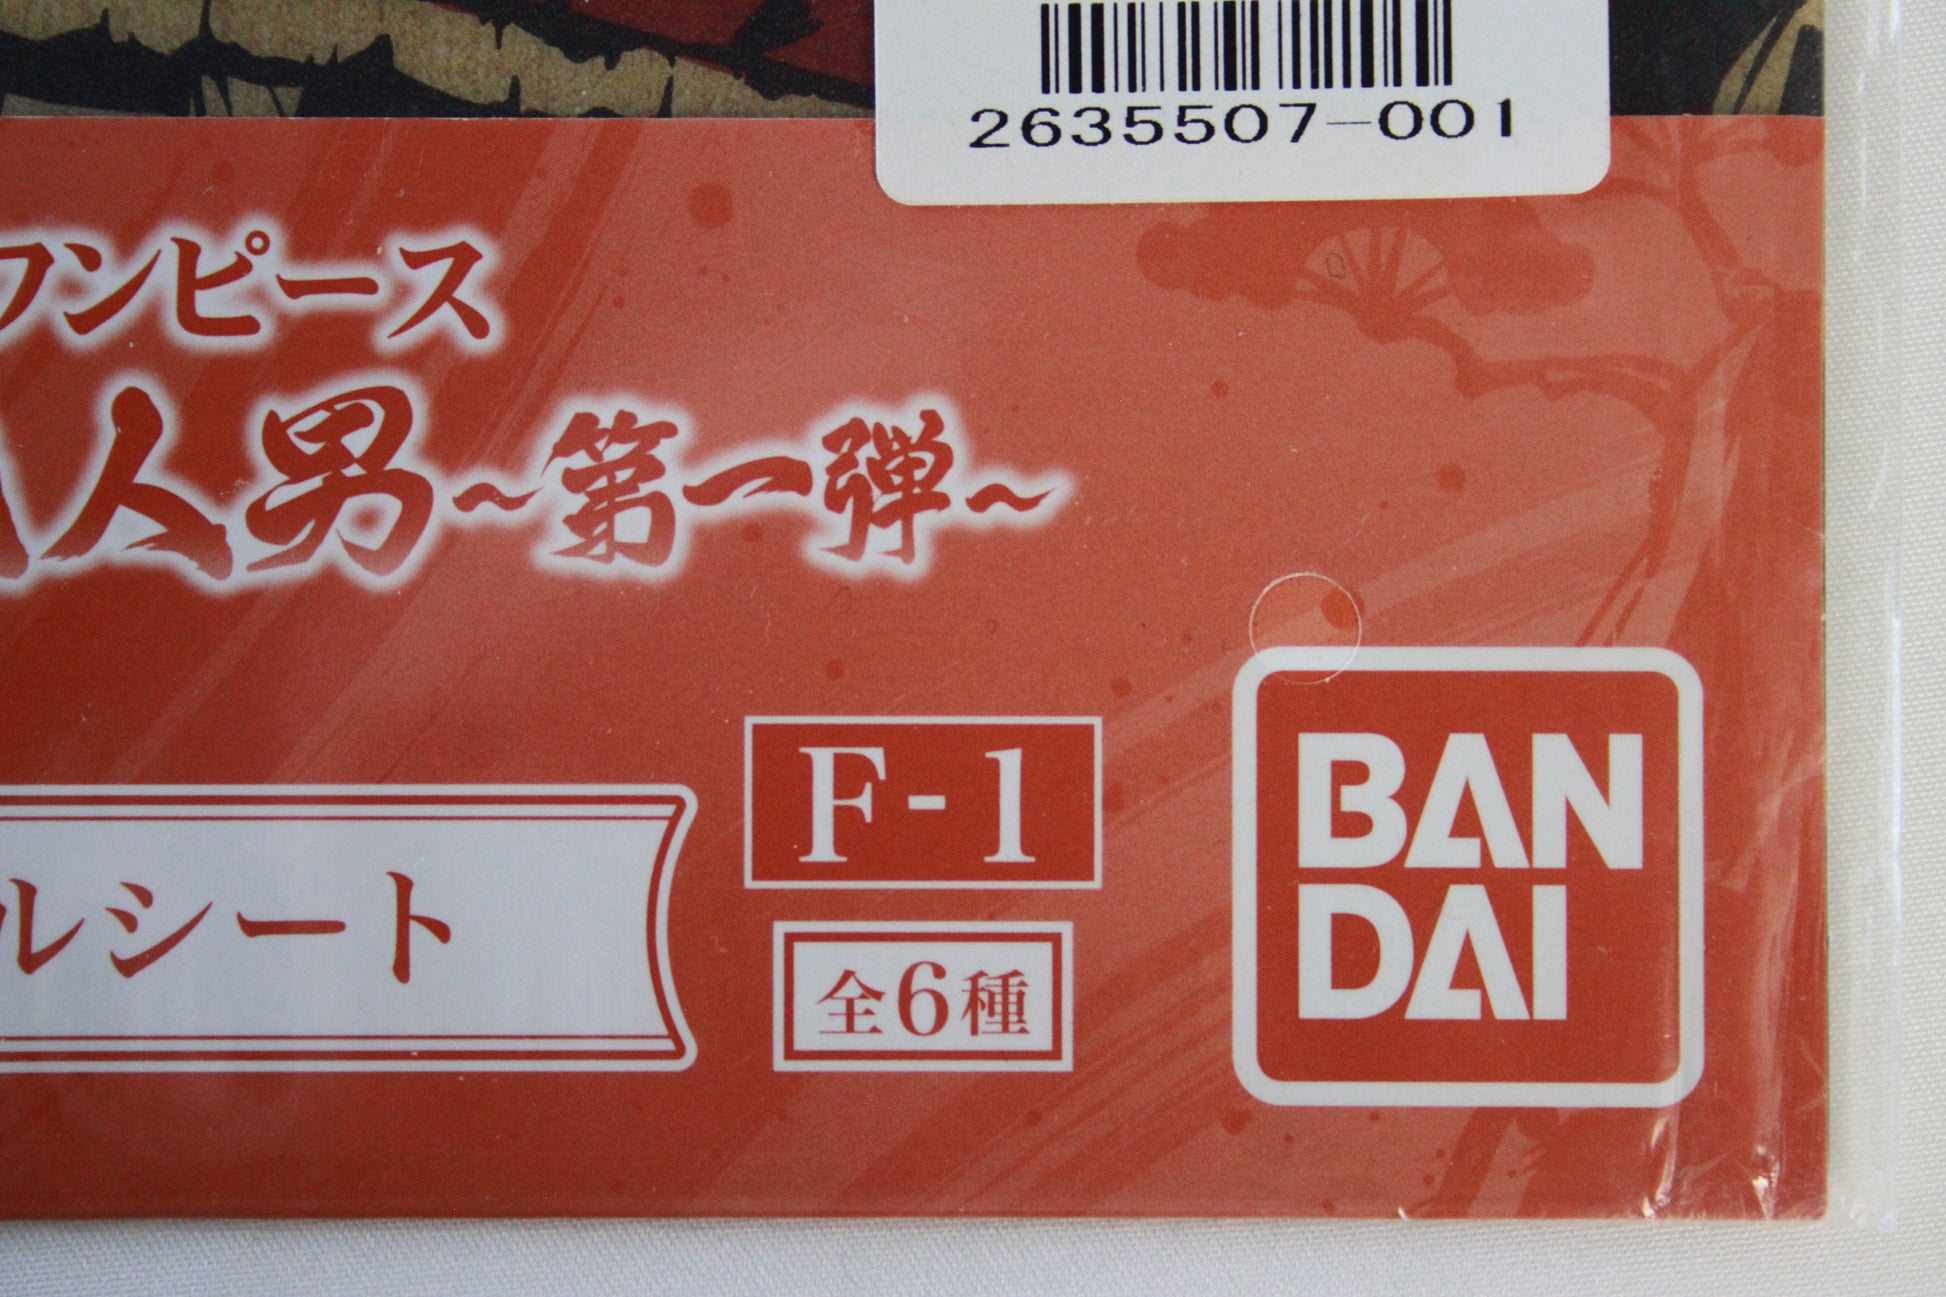 2635507-001
ワンピース
人男~第一弾~
F-1
ルシート
全6種
BAN
DAI